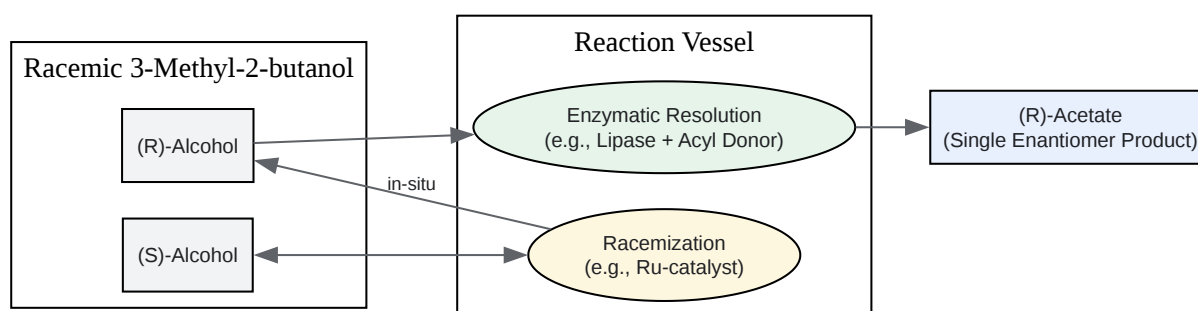 Racemic 3-Methyl-2-butanol
(R)-Alcohol
(S)-Alcohol
in-situ
Reaction Vessel
Enzymatic Resolution
(e.g., Lipase + Acyl Donor)
Racemization
(e.g., Ru-catalyst)
(R)-Acetate
(Single Enantiomer Product)